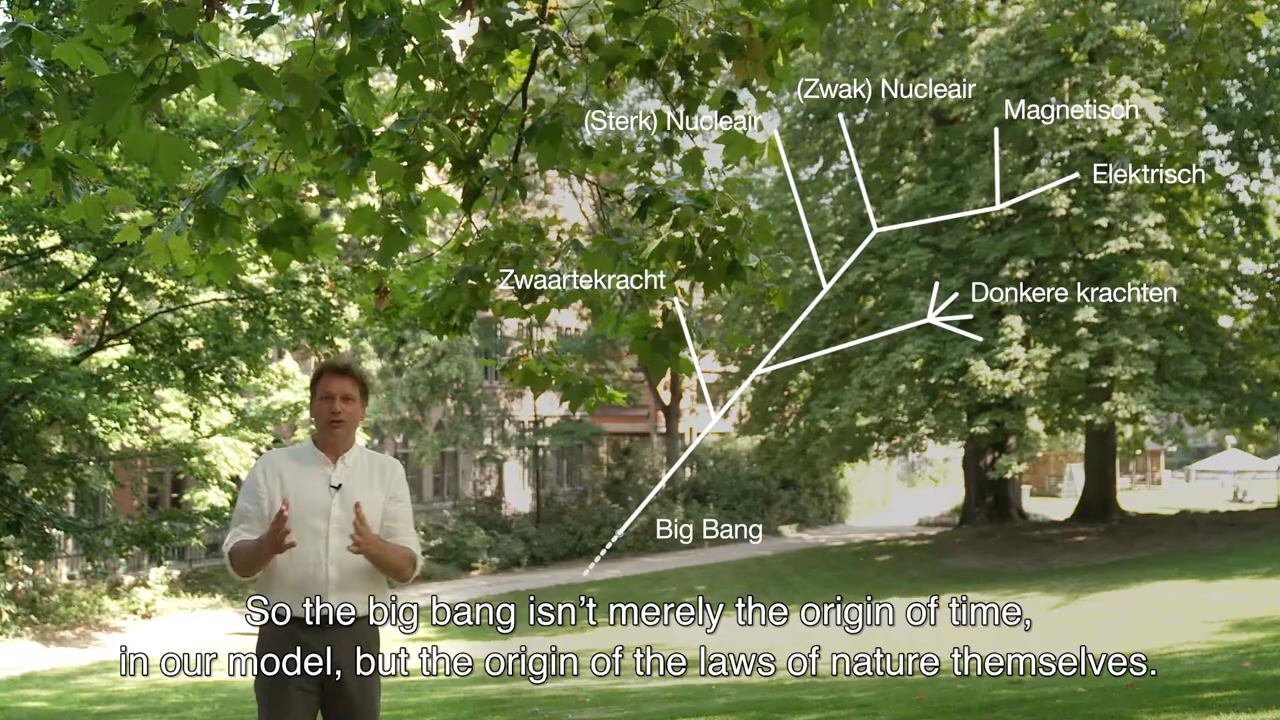 (Zwak) Nucleair
(Sterk) Nucleair
Magnetisch
Elektrisch
Zwaartekracht
Donkere krachten
Big Bang
So the big bang isn't merely the origin of time,
in our model, but the origin of the laws of nature themselves.